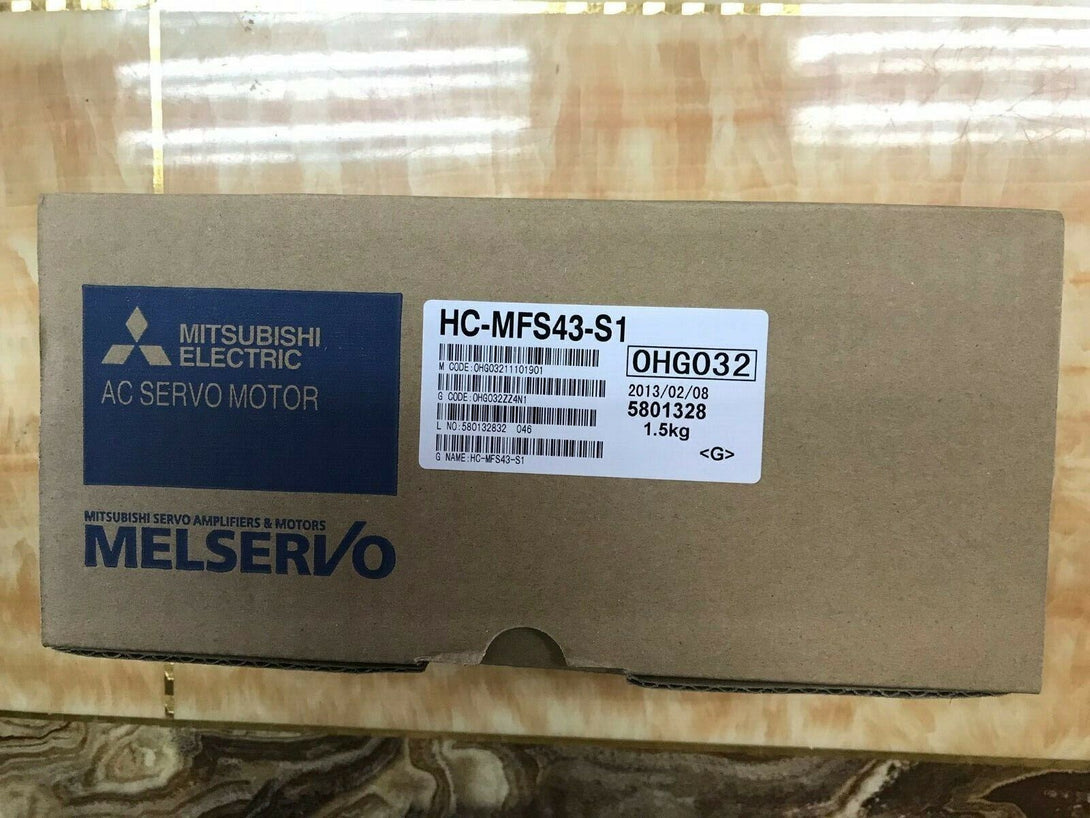 MITSUBISHI
ELECTRIC
AC SERVO MOTOR
MITSUBISHI SERVO AMPLIFIERS & MOTORS
MELSERVO
HC-MFS43-S1
M CODE:0HG03211101901
G CODE:0HG032ZZ4N1
L NO:580132832 046
G NAME:HC-MFS43-S1
0HG032
2013/02/08
5801328
1.5kg
<G>